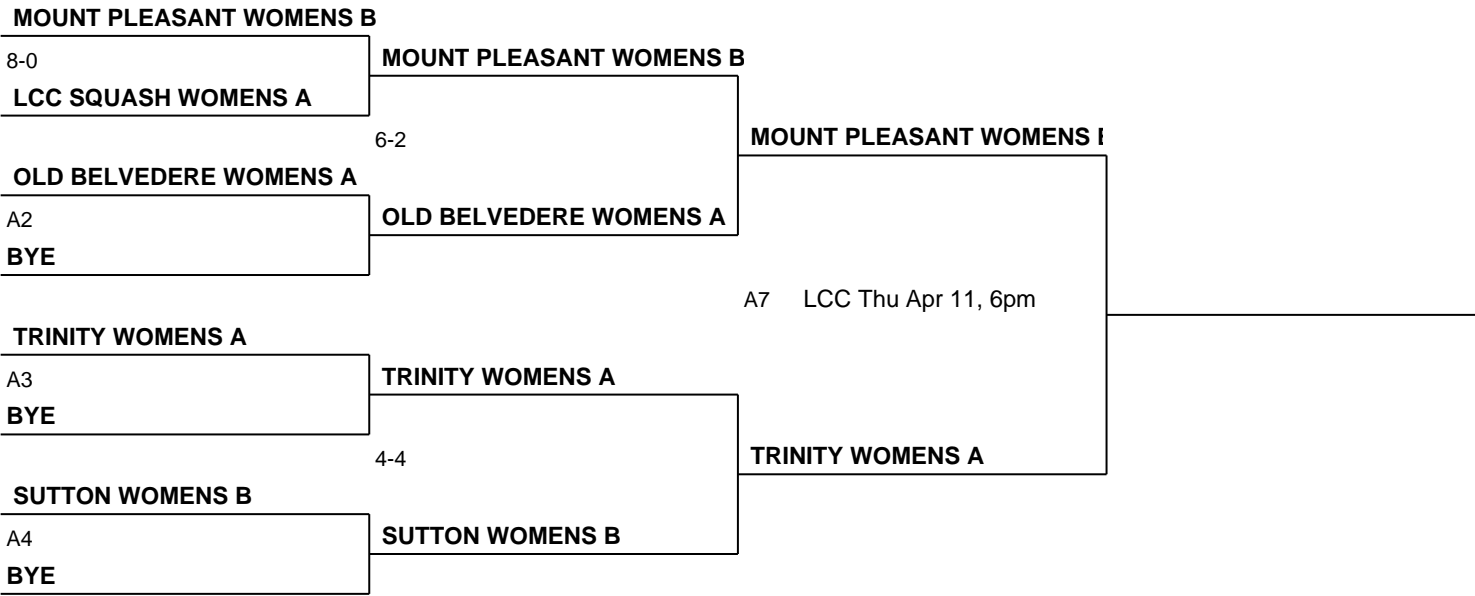 MOUNT PLEASANT WOMENS B
8-0
MOUNT PLEASANT WOMENS B
LCC SQUASH WOMENS A
6-2
MOUNT PLEASANT WOMENS
OLD BELVEDERE WOMENS A
A2
OLD BELVEDERE WOMENS A
BYE
A7 LCC Thu Apr 11, 6pm
TRINITY WOMENS A
A3
TRINITY WOMENS A
BYE
4-4
TRINITY WOMENS A
SUTTON WOMENS B
A4
SUTTON WOMENS B
BYE